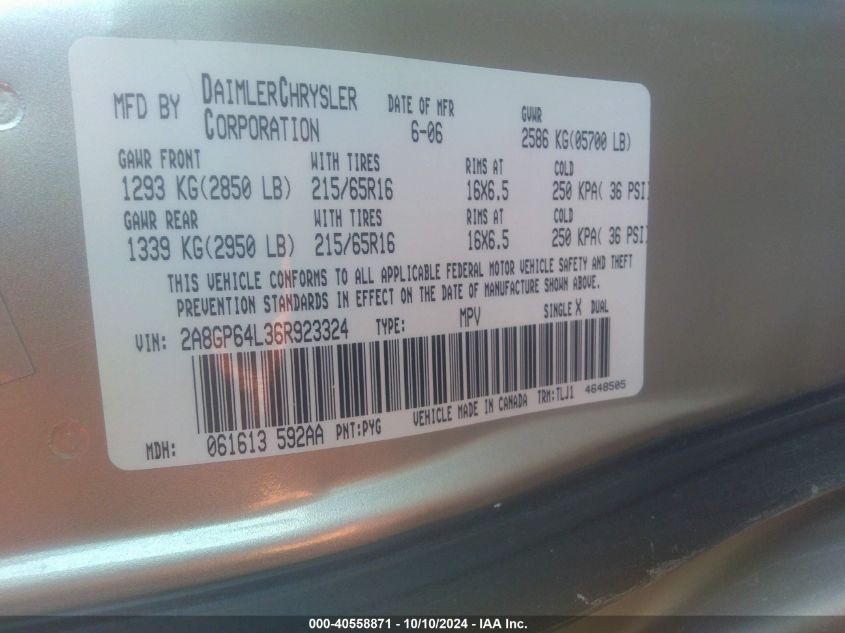 MFD BY DAIMLERCHRYSLER CORPORATION DATE OF MFR 6-06 GVWR 2586 KG(05700 LB)
GAWR FRONT WITH TIRES RIMS AT COLD
1293 KG(2850 LB) 215/65R16 16X6.5 250 KPA( 36 PSI)
GAWR REAR WITH TIRES RIMS AT COLD
1339 KG(2950 LB) 215/65R16 16X6.5 250 KPA( 36 PSI)
THIS VEHICLE CONFORMS TO ALL APPLICABLE FEDERAL MOTOR VEHICLE SAFETY AND THEFT
PREVENTION STANDARDS IN EFFECT ON THE DATE OF MANUFACTURE SHOWN ABOVE.
VIN: 2A8GP64L36R923324 TYPE: MPV SINGLE X DUAL
MDH: 061613 592AA PNT:PYG VEHICLE MADE IN CANADA TRM:TLJ1 4648505
000-40558871 - 10/10/2024 - IAA Inc.